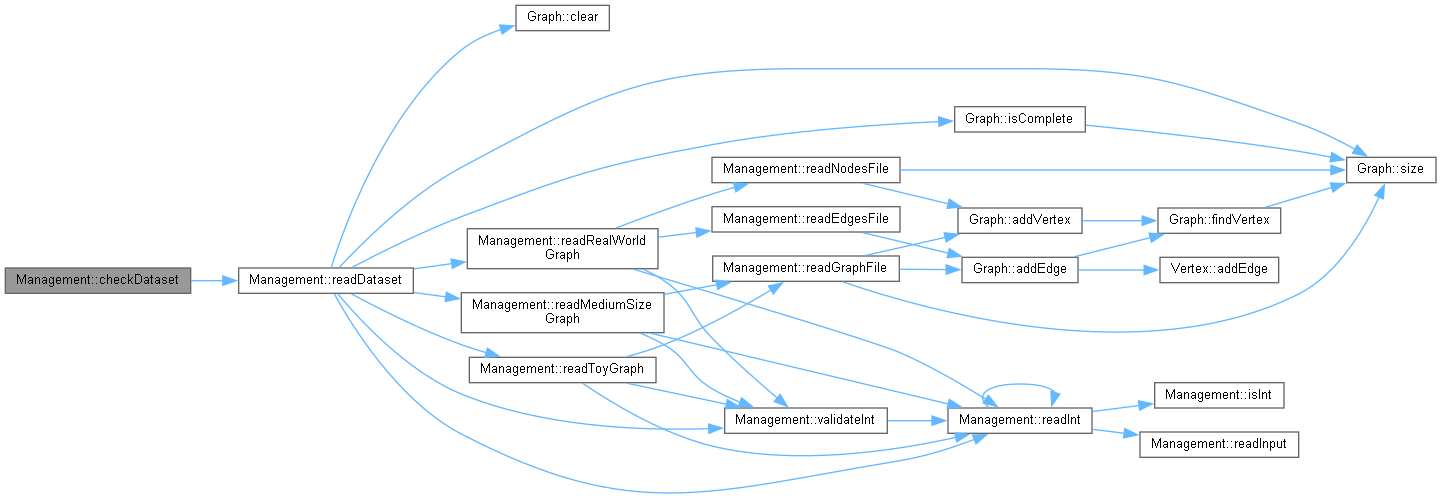 Graph::clear
Graph::isComplete
Management::readNodesFile
Graph::size
Management::readEdgesFile
Graph::addVertex
Graph::findVertex
Management::readRealWorld
Graph
Management::readGraphFile
Graph::addEdge
Vertex::addEdge
Management::checkDataset
Management::readDataset
Management::readMediumSize
Graph
Management::readToyGraph
Management::isInt
Management::validateInt
Management::readInt
Management::readInput